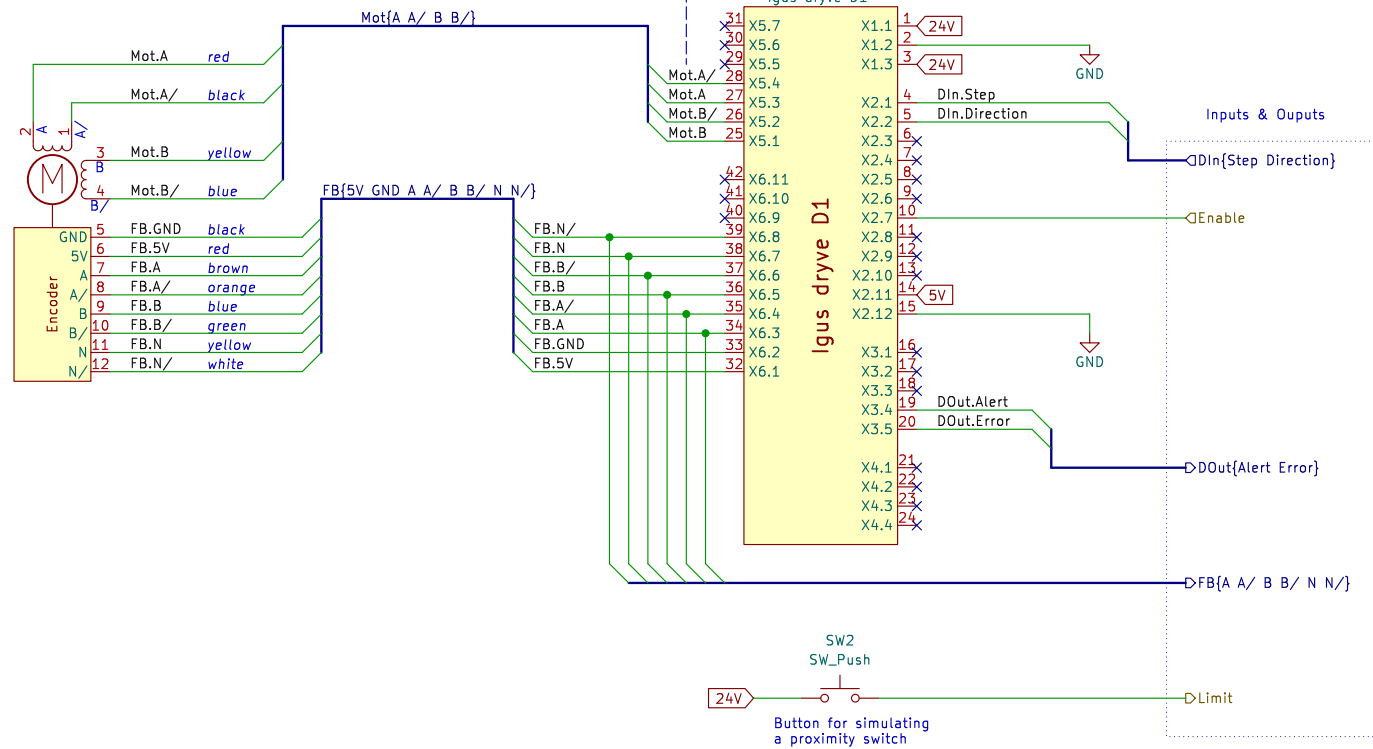 Igus dryve D1
Mot{A A/ B B/}
Mot.A red
Mot.A/ black
2 A 1 A/
M
Mot.B yellow
3 B
Mot.B/ blue
4 B/
FB{5V GND A A/ B B/ N N/}
Encoder
GND 5 FB.GND black
5V 6 FB.5V red
A 7 FB.A brown
A/ 8 FB.A/ orange
B 9 FB.B blue
B/ 10 FB.B/ green
N 11 FB.N yellow
N/ 12 FB.N/ white
31 X5.7
30 X5.6
29 X5.5
Mot.A/ 28 X5.4
Mot.A 27 X5.3
Mot.B/ 26 X5.2
Mot.B 25 X5.1
42 X6.11
41 X6.10
40 X6.9
FB.N/ 39 X6.8
FB.N 38 X6.7
FB.B/ 37 X6.6
FB.B 36 X6.5
FB.A/ 35 X6.4
FB.A 34 X6.3
FB.GND 33 X6.2
FB.5V 32 X6.1
Igus dryve D1
X1.1 1 24V
X1.2 2
GND
X1.3 3 24V
X2.1 4 DIn.Step
X2.2 5 DIn.Direction
X2.3 6
X2.4 7
X2.5 8
X2.6 9
X2.7 10
X2.8 11
X2.9 12
X2.10 13
X2.11 14 5V
X2.12 15
GND
X3.1 16
X3.2 17
X3.3 18
X3.4 19 DOut.Alert
X3.5 20 DOut.Error
X4.1 21
X4.2 22
X4.3 23
X4.4 24
Inputs & Ouputs
DIn{Step Direction}
Enable
DOut{Alert Error}
FB{A A/ B B/ N N/}
SW2
SW_Push
24V
Limit
Button for simulating
a proximity switch